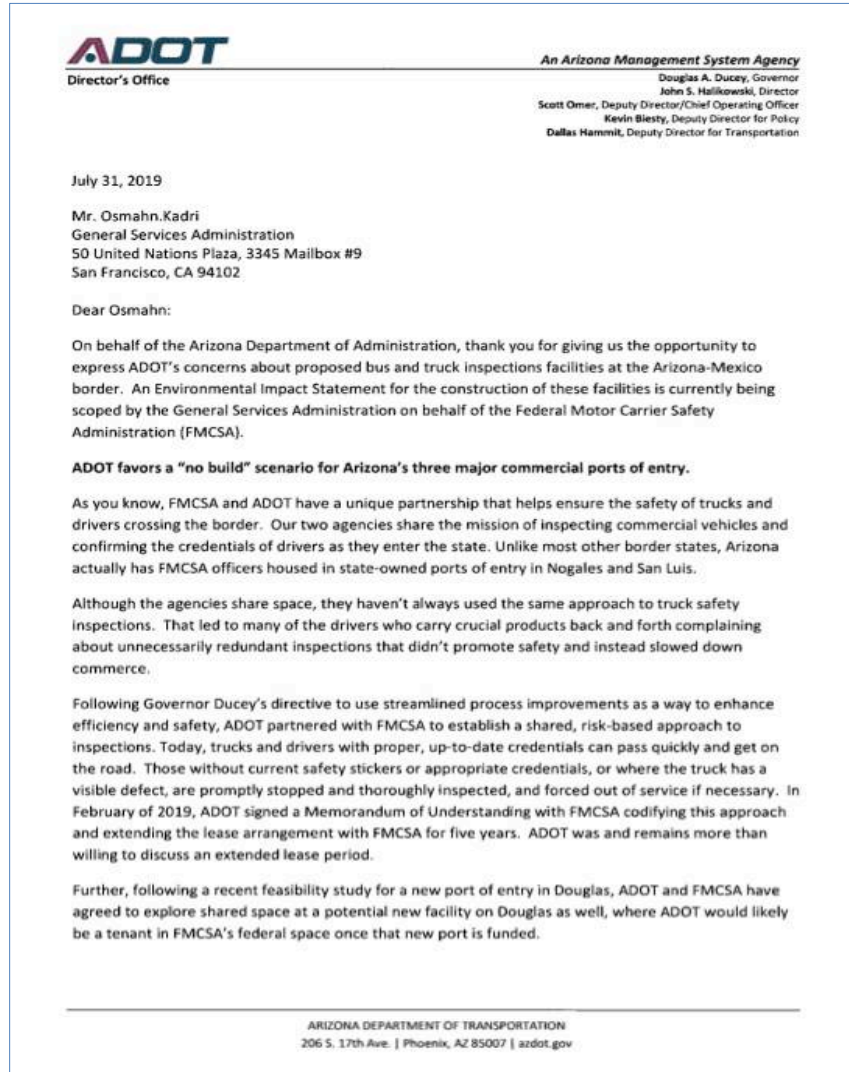 ADOT
An Arizona Management System Agency
Director's Office
Douglas A. Ducey, Governor
John S. Halikowski, Director
Scott Omer, Deputy Director/Chief Operating Officer
Kevin Biesty, Deputy Director for Policy
Dallas Hammit, Deputy Director for Transportation
July 31, 2019
Mr. Osmahn.Kadri
General Services Administration
50 United Nations Plaza, 3345 Mailbox #9
San Francisco, CA 94102
Dear Osmahn:
On behalf of the Arizona Department of Administration, thank you for giving us the opportunity to
express ADOT's concerns about proposed bus and truck inspections facilities at the Arizona-Mexico
border. An Environmental Impact Statement for the construction of these facilities is currently being
scoped by the General Services Administration on behalf of the Federal Motor Carrier Safety
Administration (FMCSA).
ADOT favors a "no build" scenario for Arizona's three major commercial ports of entry.
As you know, FMCSA and ADOT have a unique partnership that helps ensure the safety of trucks and
drivers crossing the border. Our two agencies share the mission of inspecting commercial vehicles and
confirming the credentials of drivers as they enter the state. Unlike most other border states, Arizona
actually has FMCSA officers housed in state-owned ports of entry in Nogales and San Luis.
Although the agencies share space, they haven't always used the same approach to truck safety
inspections. That led to many of the drivers who carry crucial products back and forth complaining
about unnecessarily redundant inspections that didn't promote safety and instead slowed down
commerce.
Following Governor Ducey's directive to use streamlined process improvements as a way to enhance
efficiency and safety, ADOT partnered with FMCSA to establish a shared, risk-based approach to
inspections. Today, trucks and drivers with proper, up-to-date credentials can pass quickly and get on
the road. Those without current safety stickers or appropriate credentials, or where the truck has a
visible defect, are promptly stopped and thoroughly inspected, and forced out of service if necessary. In
February of 2019, ADOT signed a Memorandum of Understanding with FMCSA codifying this approach
and extending the lease arrangement with FMCSA for five years. ADOT was and remains more than
willing to discuss an extended lease period.
Further, following a recent feasibility study for a new port of entry in Douglas, ADOT and FMCSA have
agreed to explore shared space at a potential new facility on Douglas as well, where ADOT would likely
be a tenant in FMCSA's federal space once that new port is funded.
ARIZONA DEPARTMENT OF TRANSPORTATION
206 S. 17th Ave. | Phoenix, AZ 85007 | azdot.gov